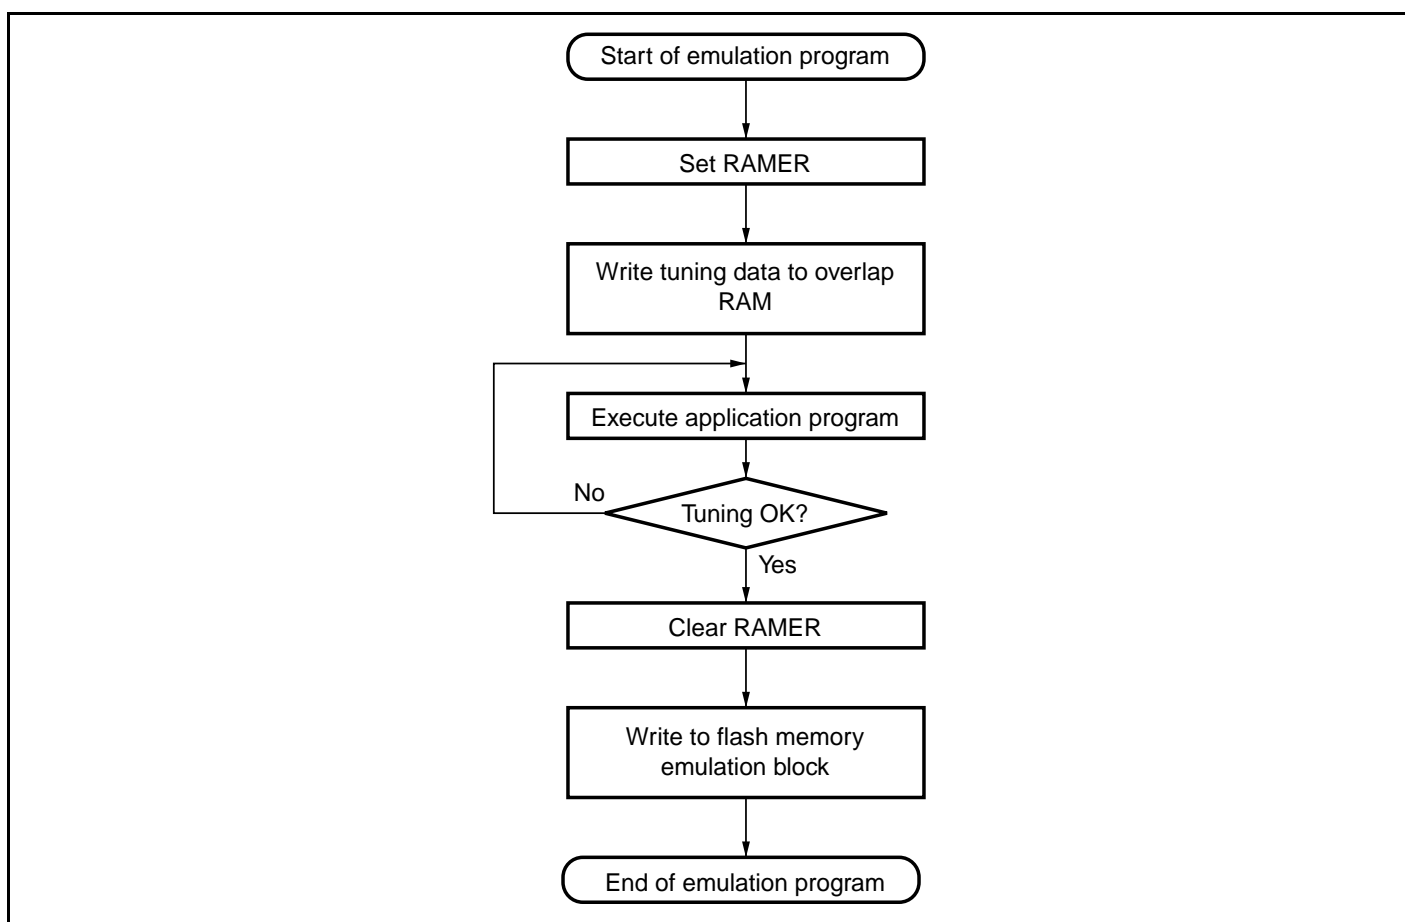 Start of emulation program
Set RAMER
Write tuning data to overlap
RAM
Execute application program
No
Tuning OK?
Yes
Clear RAMER
Write to flash memory
emulation block
End of emulation program